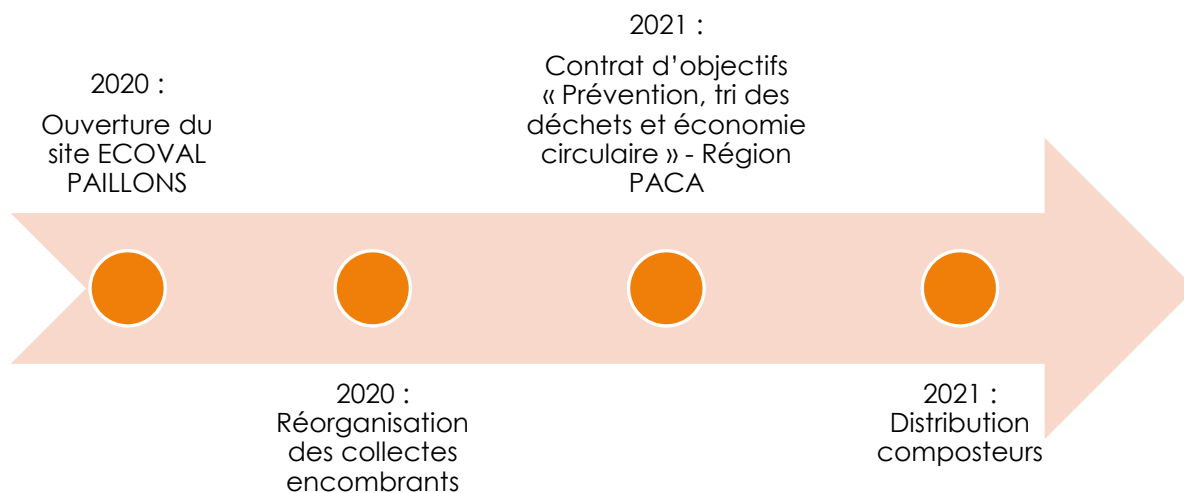 2020 :
Ouverture du
site ECOVAL
PAILLONS
2020 :
Réorganisation
des collectes
encombrants
2021 :
Contrat d’objectifs
« Prévention, tri des
déchets et économie
circulaire » - Région
PACA
2021 :
Distribution
composteurs